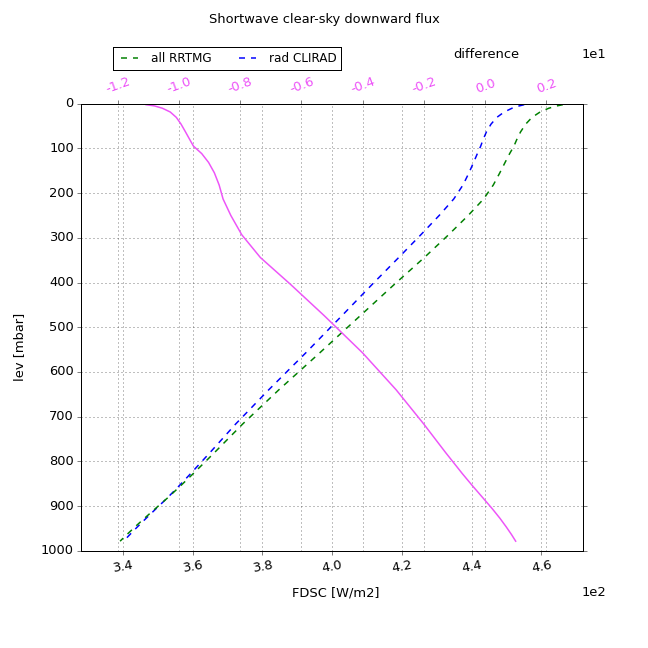 Shortwave clear-sky downward flux
all RRTMG rad CLIRAD difference 1e1
-1.2 -1.0 -0.8 -0.6 -0.4 -0.2 0.0 0.2
0
100
200
300
400
500
600
700
800
900
1000
lev [mbar]
3.4 3.6 3.8 4.0 4.2 4.4 4.6
FDSC [W/m2] 1e2